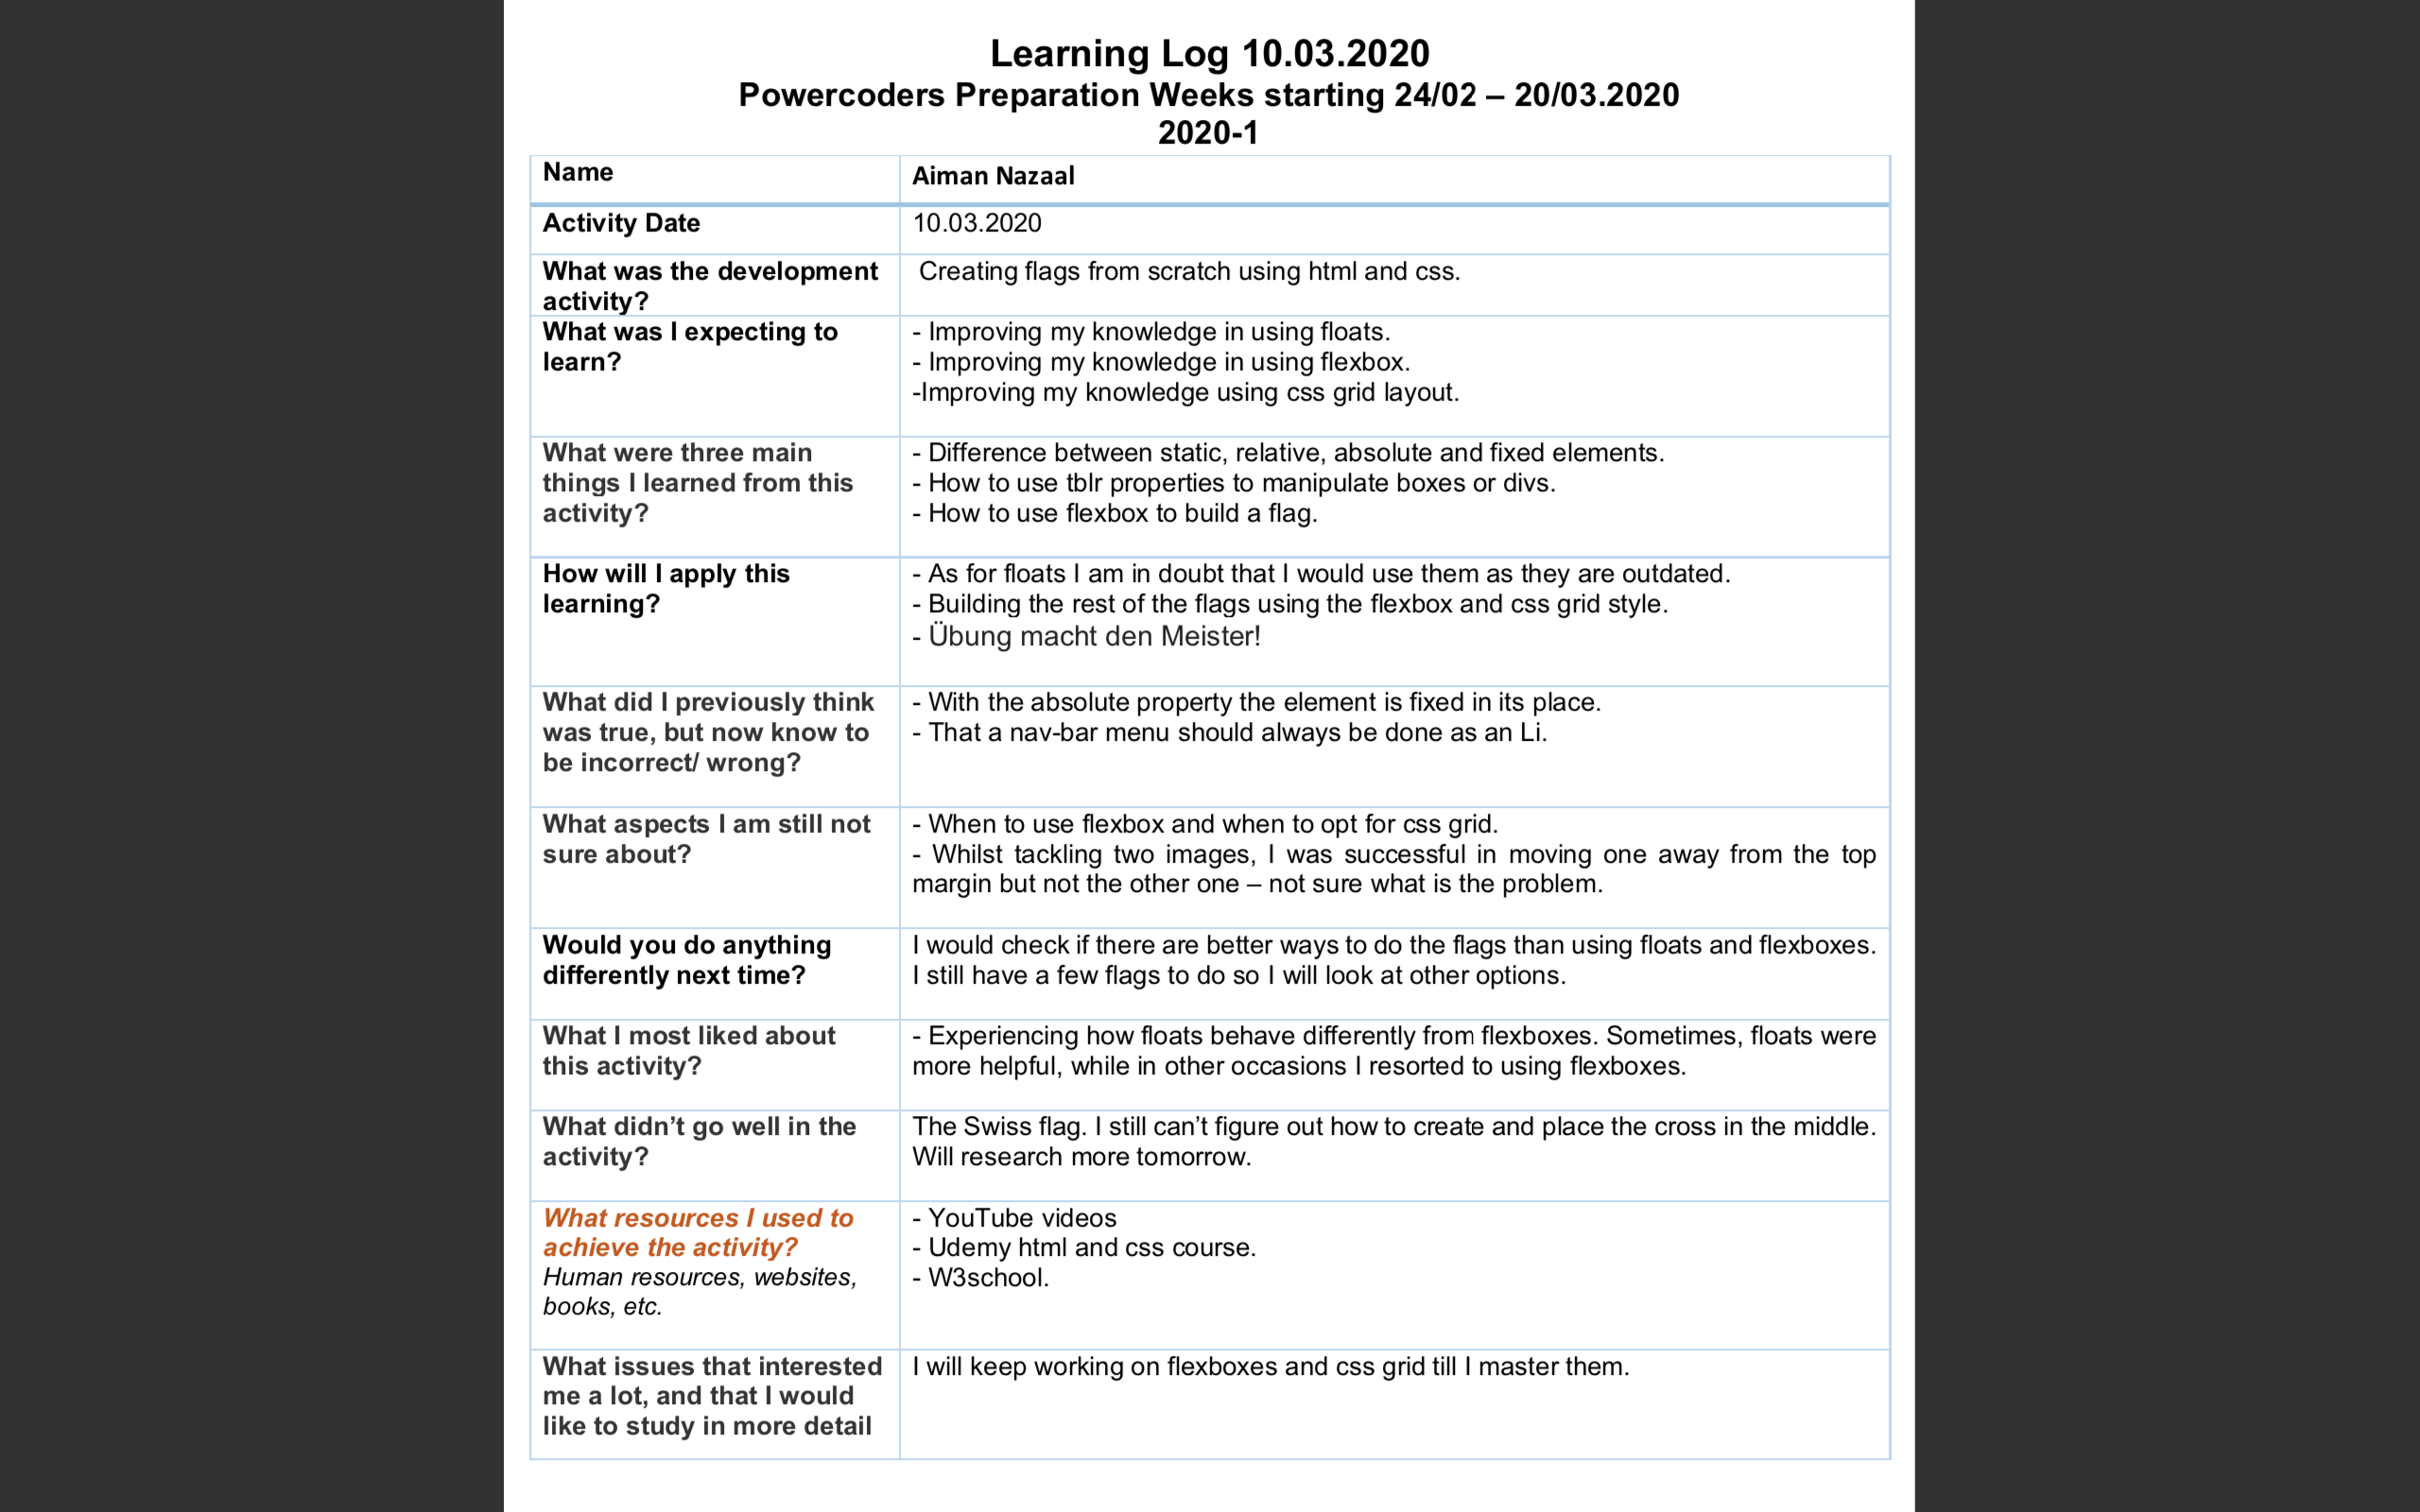 Learning Log 10.03.2020
Powercoders Preparation Weeks starting 24/02 – 20/03.2020
2020-1
Name
Aiman Nazaal
Activity Date
10.03.2020
What was the development
activity?
Creating flags from scratch using html and css.
What was I expecting to
learn?
- Improving my knowledge in using floats.
- Improving my knowledge in using flexbox.
-Improving my knowledge using css grid layout.
What were three main
things I learned from this
activity?
- Difference between static, relative, absolute and fixed elements.
- How to use tblr properties to manipulate boxes or divs.
- How to use flexbox to build a flag.
How will I apply this
learning?
- As for floats I am in doubt that I would use them as they are outdated.
- Building the rest of the flags using the flexbox and css grid style.
- Übung macht den Meister!
What did I previously think
was true, but now know to
be incorrect/ wrong?
- With the absolute property the element is fixed in its place.
- That a nav-bar menu should always be done as an Li.
What aspects I am still not
sure about?
- When to use flexbox and when to opt for css grid.
- Whilst tackling two images, I was successful in moving one away from the top
margin but not the other one – not sure what is the problem.
Would you do anything
differently next time?
I would check if there are better ways to do the flags than using floats and flexboxes.
I still have a few flags to do so I will look at other options.
What I most liked about
this activity?
- Experiencing how floats behave differently from flexboxes. Sometimes, floats were
more helpful, while in other occasions I resorted to using flexboxes.
What didn’t go well in the
activity?
The Swiss flag. I still can’t figure out how to create and place the cross in the middle.
Will research more tomorrow.
What resources I used to
achieve the activity?
Human resources, websites,
books, etc.
- YouTube videos
- Udemy html and css course.
- W3school.
What issues that interested
me a lot, and that I would
like to study in more detail
I will keep working on flexboxes and css grid till I master them.